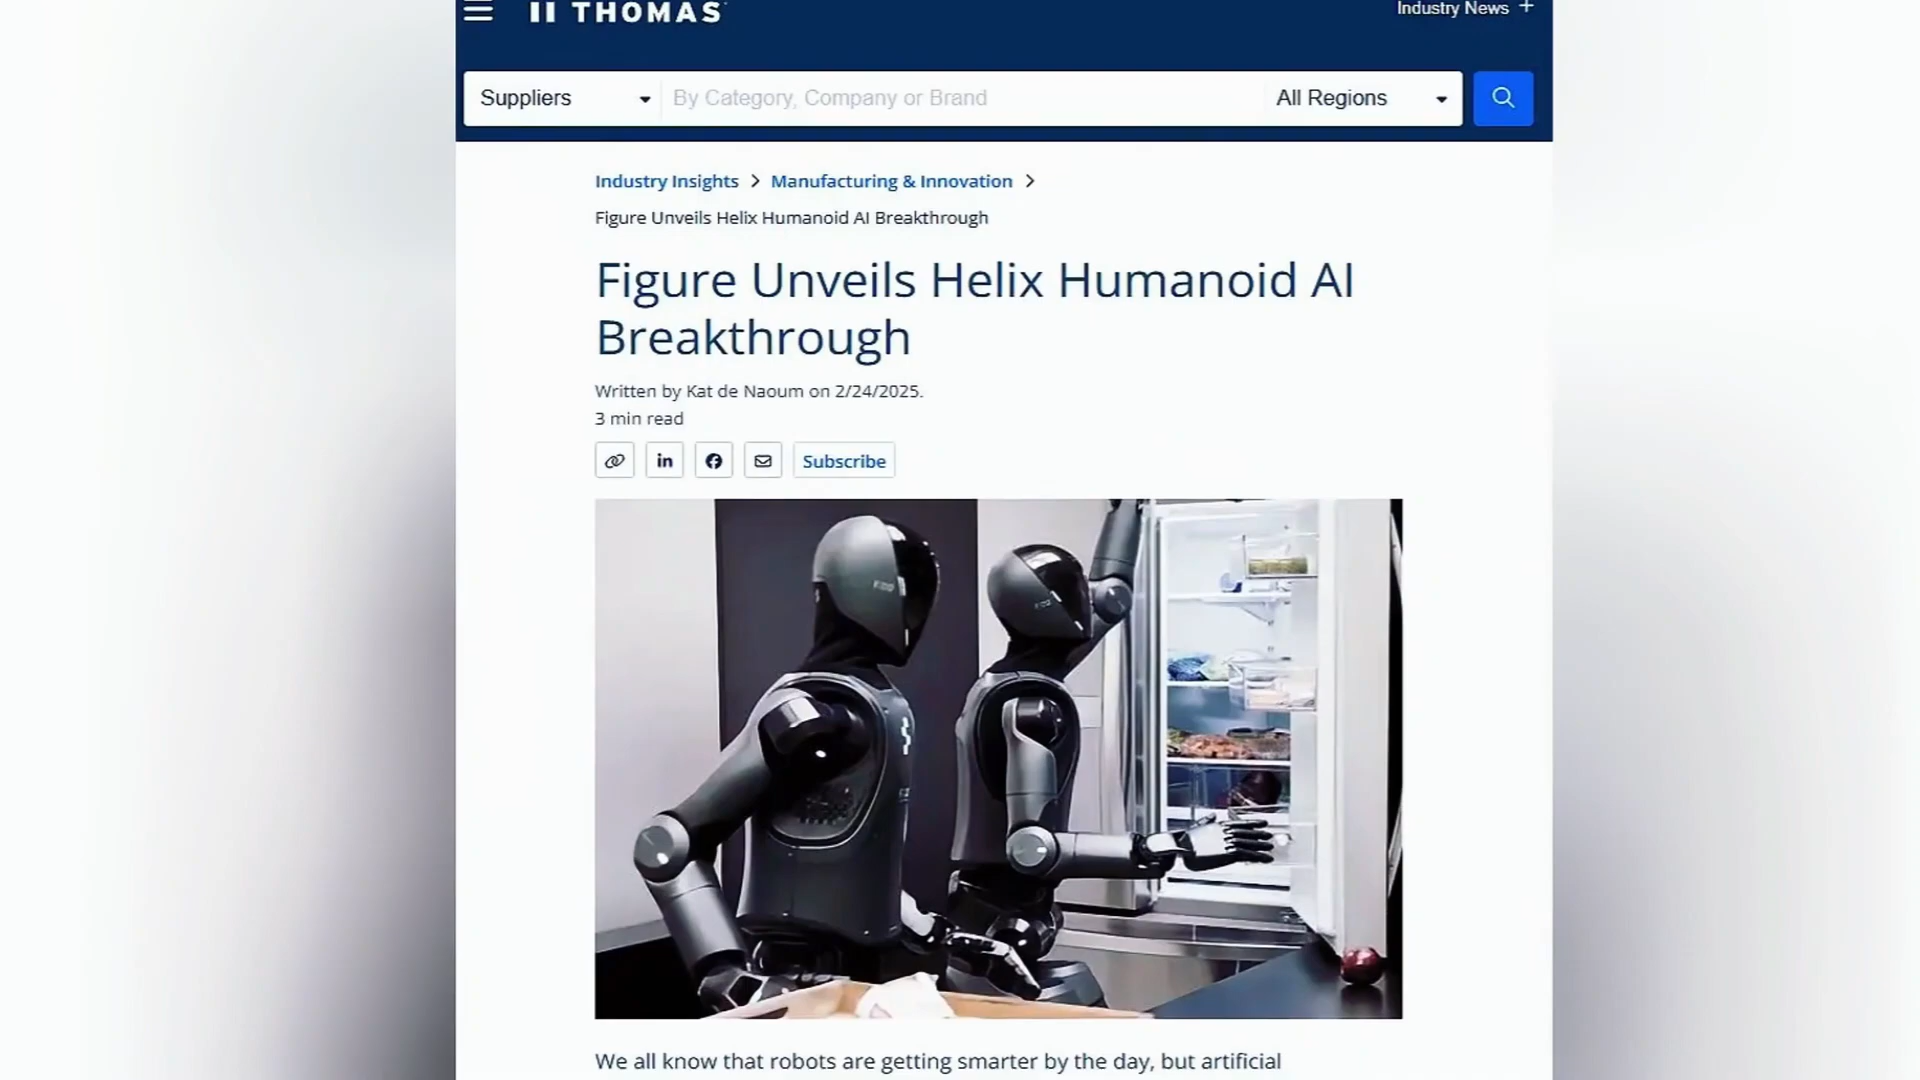 THOMAS
Industry News +
Suppliers
By Category, Company or Brand
All Regions
Industry Insights > Manufacturing & Innovation >
Figure Unveils Helix Humanoid AI Breakthrough
Figure Unveils Helix Humanoid AI
Breakthrough
Written by Kat de Naoum on 2/24/2025.
3 min read
in
Subscribe
We all know that robots are getting smarter by the day, but artificial